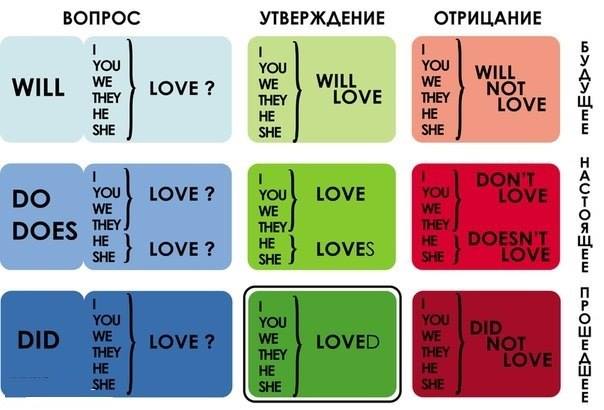 ВОПРОС
УТВЕРЖДЕНИЕ
ОТРИЦАНИЕ
WILL
I
YOU
WE
THEY
HE
SHE
LOVE ?
I
YOU
WE
THEY
HE
SHE
WILL
LOVE
I
YOU
WE
THEY
HE
SHE
WILL
NOT
LOVE
БУДУЩЕЕ
DO
DOES
I
YOU
WE
THEY
LOVE ?
HE
SHE
LOVE ?
I
YOU
WE
THEY
LOVE
HE
SHE
LOVES
I
YOU
WE
THEY
DON'T
LOVE
HE
SHE
DOESN'T
LOVE
НАСТОЯЩЕЕ
DID
I
YOU
WE
THEY
HE
SHE
LOVE ?
I
YOU
WE
THEY
HE
SHE
LOVED
I
YOU
WE
THEY
HE
SHE
DID
NOT
LOVE
ПРОШЕДШЕЕ